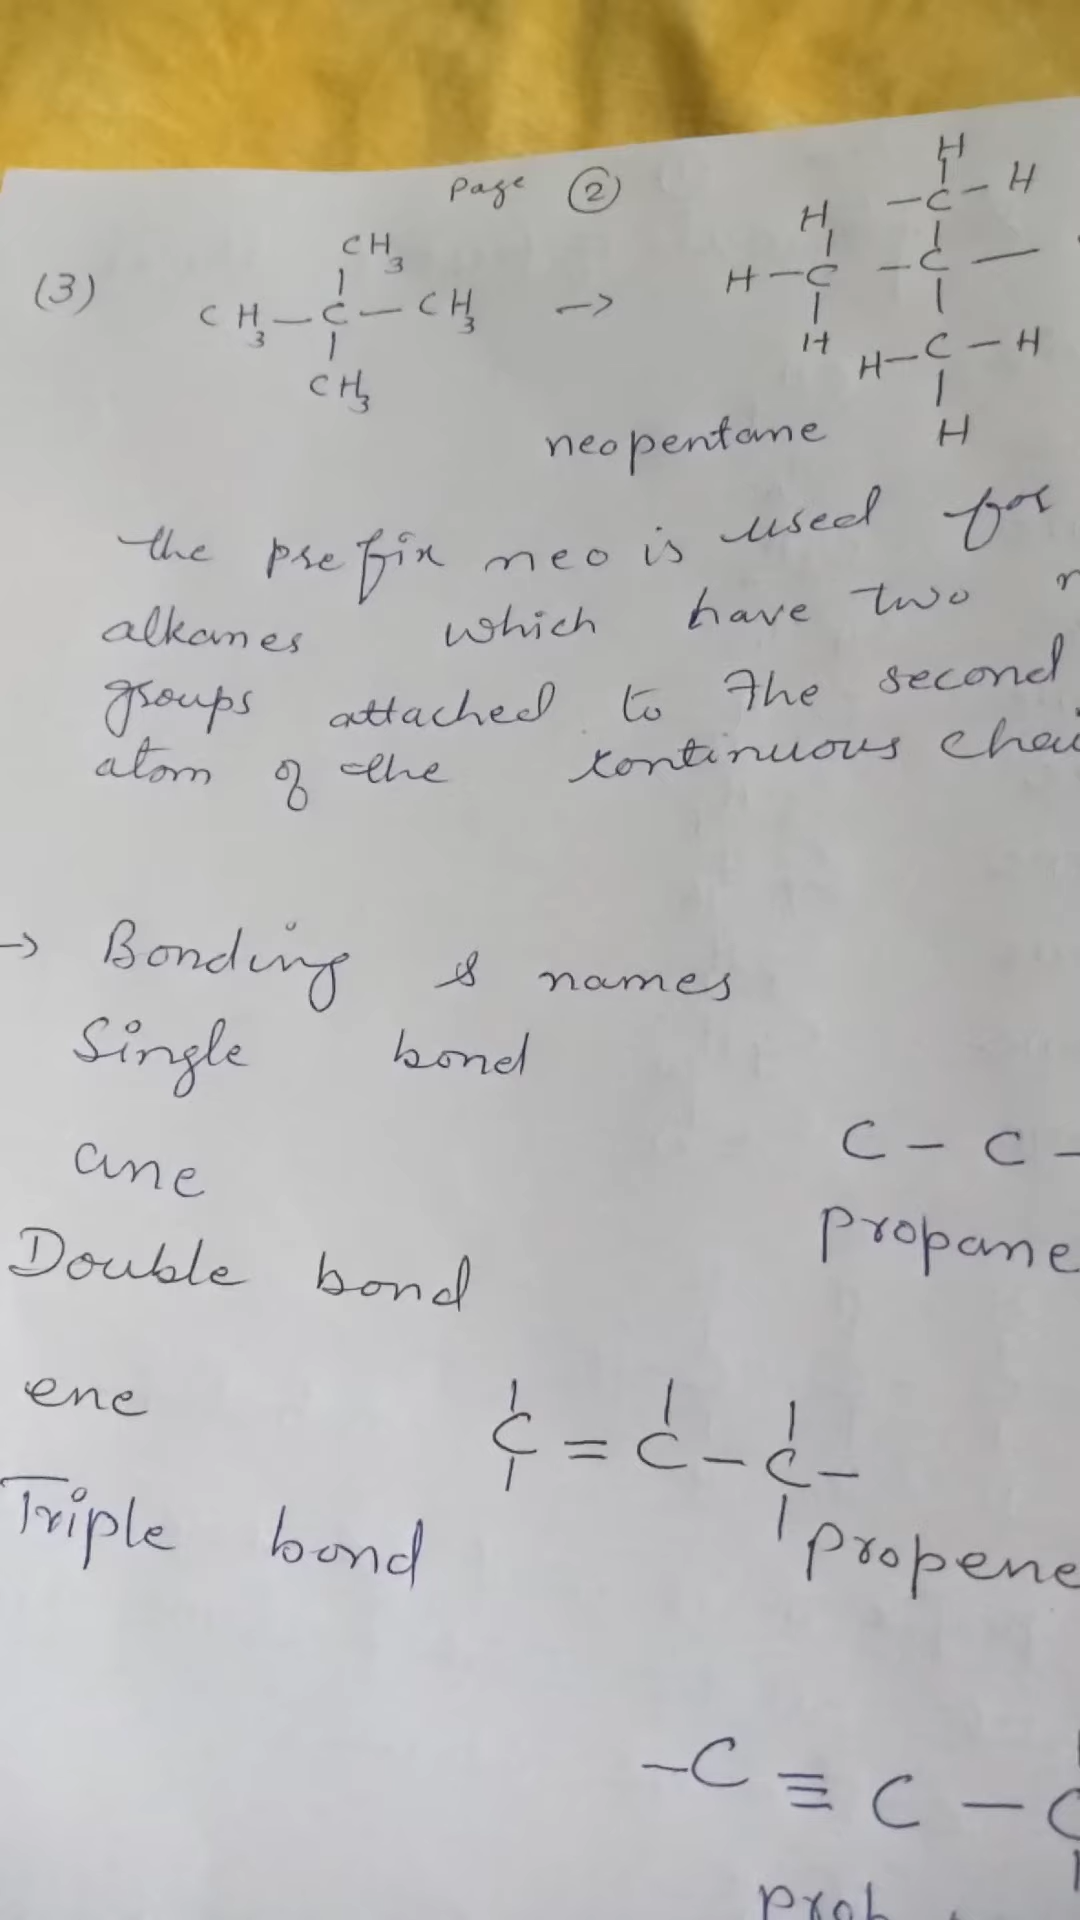 Page ②
(3) CH3 H H
CH3 – C – CH3 → H – C – C – H
CH3 H H – C – H
neopentane H
the prefix neo is used for
alkanes which have two
groups attached to the second
atom of the continuous
→ Bonding & names
Single bond
ane C – C –
propane
Double bond
ene C = C – C –
propene
Triple bond
–C ≡ C – C